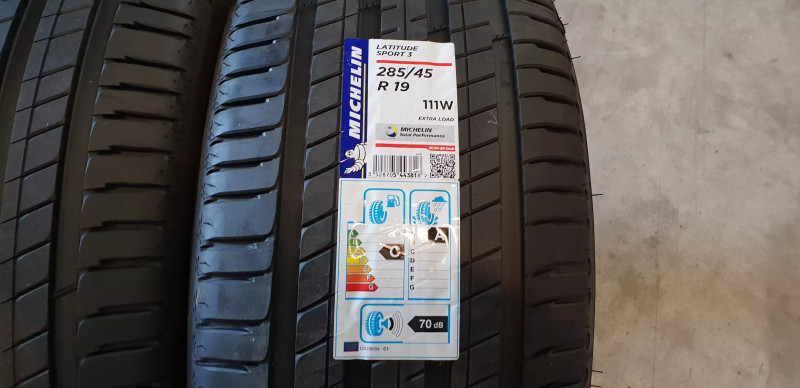 MICHELIN
LATITUDE
SPORT 3
285/45
R 19
111W
EXTRA LOAD
MICHELIN
Total Performance
C
A
C
D
E
F
F
G
G
70 dB